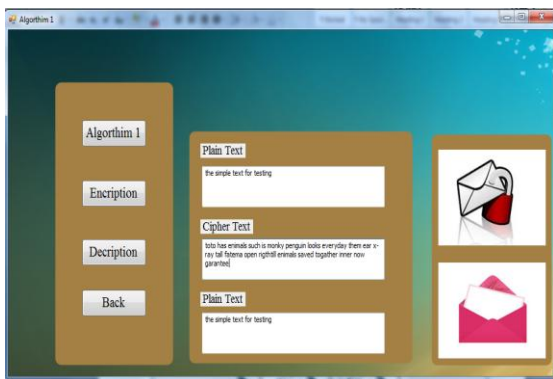 Algorthim 1
Algorthim 1
Encription
Decription
Back
Plain Text
the simple text for testing
Cipher Text
toto has enimals such is monky penguin looks everyday them ear x-
ray tall fatema open rigthtill enimals saved togather inner now
garantee
Plain Text
the simple text for testing